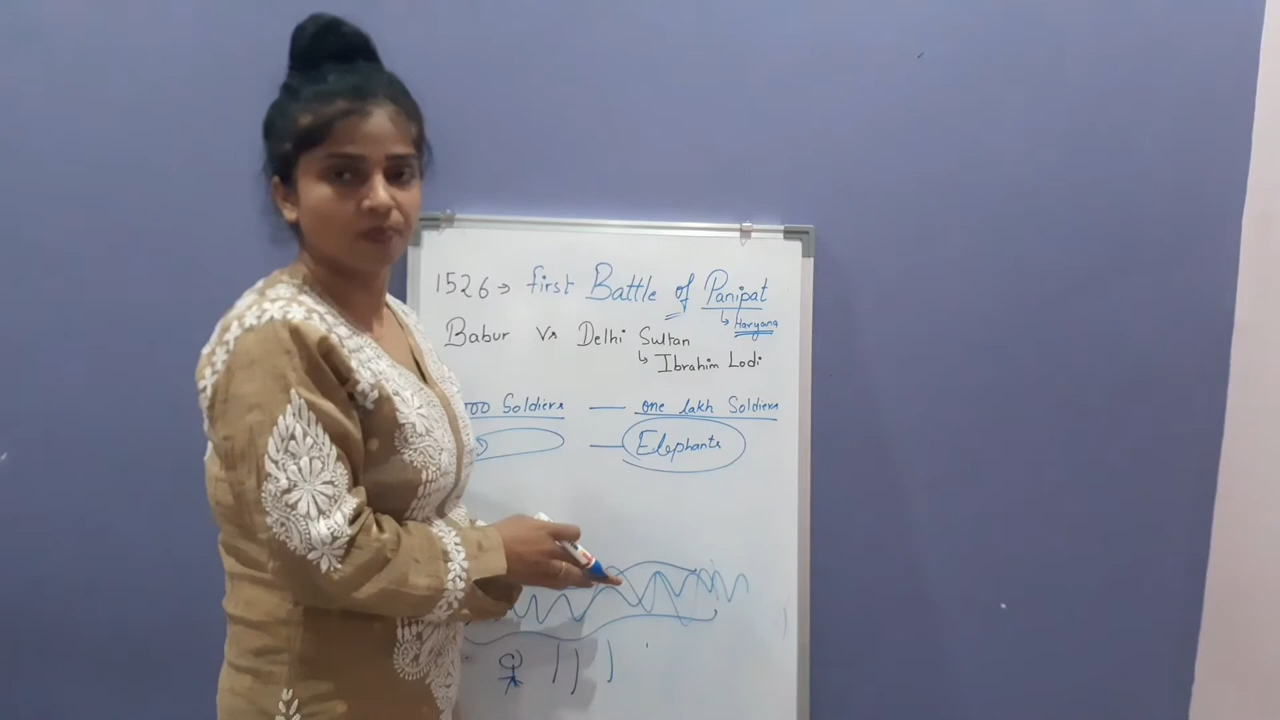 1526 → first Battle of Panipat
↳ Haryana
Babur Vs Delhi Sultan
↳ Ibrahim Lodi
Soldiers — one lakh Soldiers
— Elephants